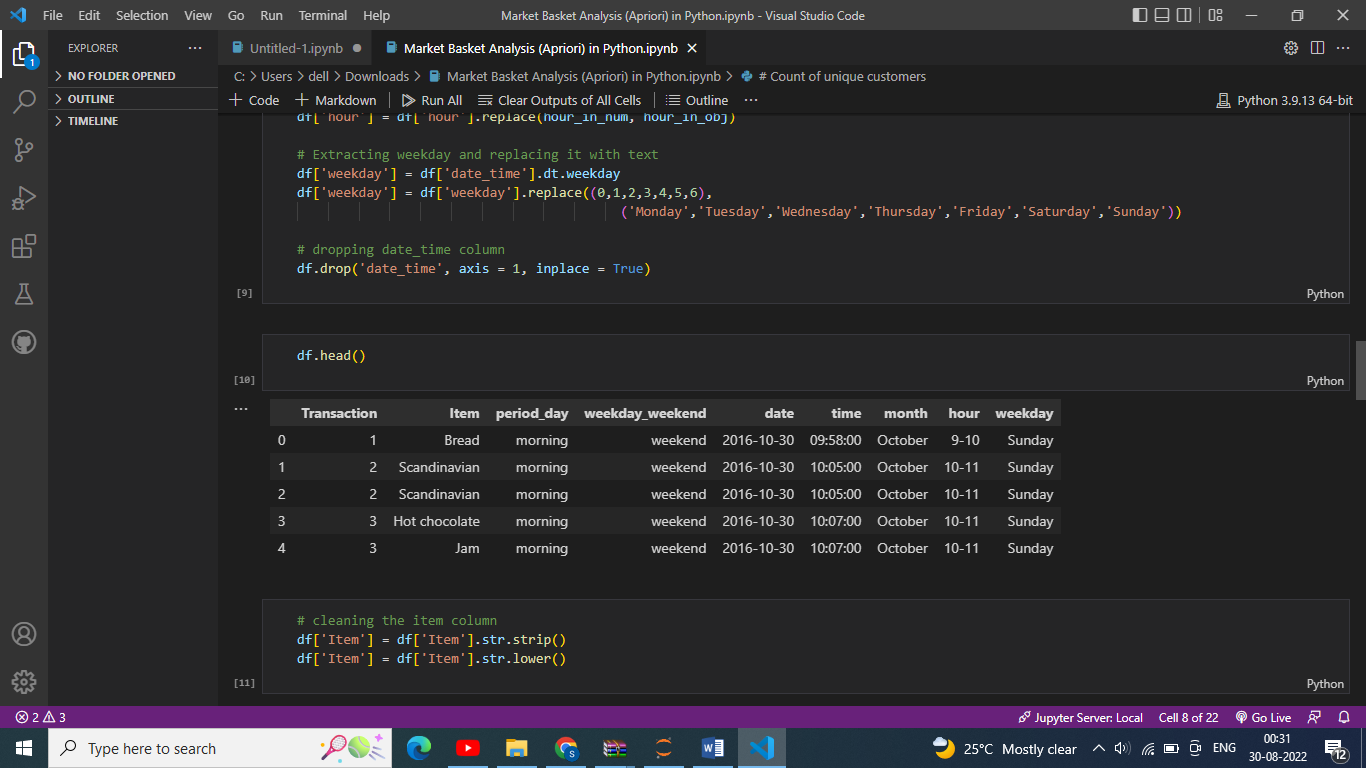 File Edit Selection View Go Run Terminal Help Market Basket Analysis (Apriori) in Python.ipynb - Visual Studio Code
EXPLORER ···
Untitled-1.ipynb ● Market Basket Analysis (Apriori) in Python.ipynb ×
1
> NO FOLDER OPENED
> OUTLINE
> TIMELINE
C: > Users > dell > Downloads > Market Basket Analysis (Apriori) in Python.ipynb > # Count of unique customers
+ Code + Markdown Run All Clear Outputs of All Cells Outline ··· Python 3.9.13 64-bit
df['hour'] = df['hour'].replace(hour_in_num, hour_in_obj)
# Extracting weekday and replacing it with text
df['weekday'] = df['date_time'].dt.weekday
df['weekday'] = df['weekday'].replace((0,1,2,3,4,5,6),
('Monday','Tuesday','Wednesday','Thursday','Friday','Saturday','Sunday'))
# dropping date_time column
df.drop('date_time', axis = 1, inplace = True)
[9] Python
df.head()
[10] Python
···
Transaction Item period_day weekday_weekend date time month hour weekday
0 1 Bread morning weekend 2016-10-30 09:58:00 October 9-10 Sunday
1 2 Scandinavian morning weekend 2016-10-30 10:05:00 October 10-11 Sunday
2 2 Scandinavian morning weekend 2016-10-30 10:05:00 October 10-11 Sunday
3 3 Hot chocolate morning weekend 2016-10-30 10:07:00 October 10-11 Sunday
4 3 Jam morning weekend 2016-10-30 10:07:00 October 10-11 Sunday
# cleaning the item column
df['Item'] = df['Item'].str.strip()
df['Item'] = df['Item'].str.lower()
[11] Python
2 3 Jupyter Server: Local Cell 8 of 22 Go Live
Type here to search 25°C Mostly clear ENG 00:31
30-08-2022
12